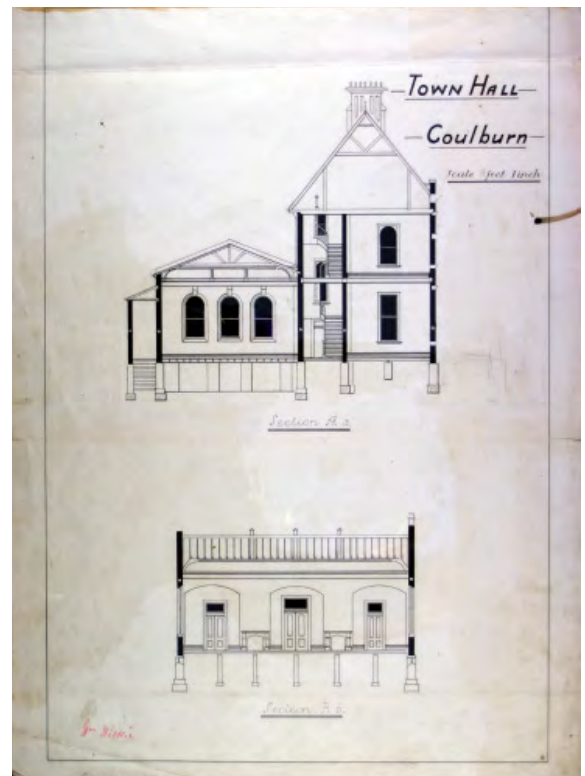 TOWN HALL
Goulburn
Scale 8 feet 1 inch
Section A.a.
Section A.b.